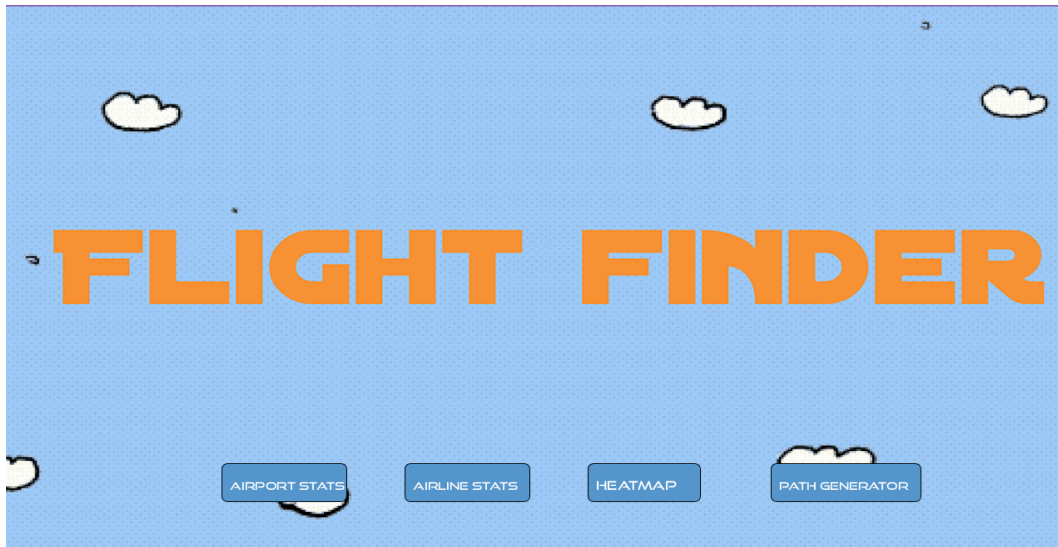 FLIGHT FINDER
AIRPORT STATS
AIRLINE STATS
HEATMAP
PATH GENERATOR